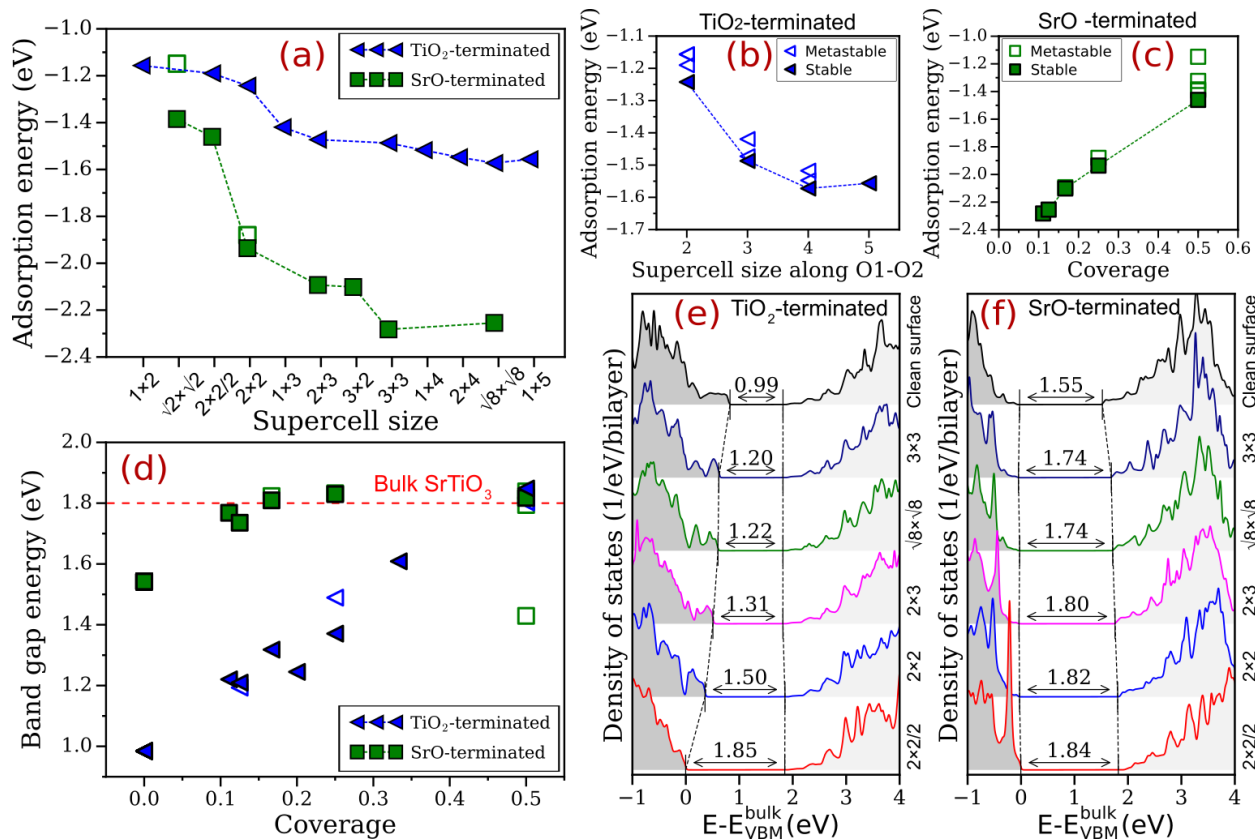 (a)
Adsorption energy (eV)
−1.0
−1.2
−1.4
−1.6
−1.8
−2.0
−2.2
−2.4
TiO₂-terminated
SrO-terminated
1×2
√2×√2
2×2/2
2×2
1×3
2×3
3×2
3×3
1×4
2×4
√8×√8
1×5
Supercell size
TiO₂-terminated
(b)
Adsorption energy (eV)
−1.1
−1.2
−1.3
−1.4
−1.5
−1.6
−1.7
Metastable
Stable
2
3
4
5
Supercell size along O1-O2
SrO -terminated
(c)
Adsorption energy (eV)
−1.0
−1.2
−1.4
−1.6
−1.8
−2.0
−2.2
−2.4
Metastable
Stable
0.0
0.1
0.2
0.3
0.4
0.5
0.6
Coverage
(d)
Band gap energy (eV)
2.0
1.8
1.6
1.4
1.2
1.0
Bulk SrTiO₃
TiO₂-terminated
SrO-terminated
0.0
0.1
0.2
0.3
0.4
0.5
Coverage
(e)
TiO₂-terminated
Density of states (1/eV/bilayer)
0.99
Clean surface
1.20
3×3
1.22
√8×√8
1.31
2×3
1.50
2×2
1.85
2×2/2
−1
0
1
2
3
4
E-E_VBM^bulk (eV)
(f)
SrO-terminated
Density of states (1/eV/bilayer)
1.55
Clean surface
1.74
3×3
1.74
√8×√8
1.80
2×3
1.82
2×2
1.84
2×2/2
−1
0
1
2
3
4
E-E_VBM^bulk (eV)